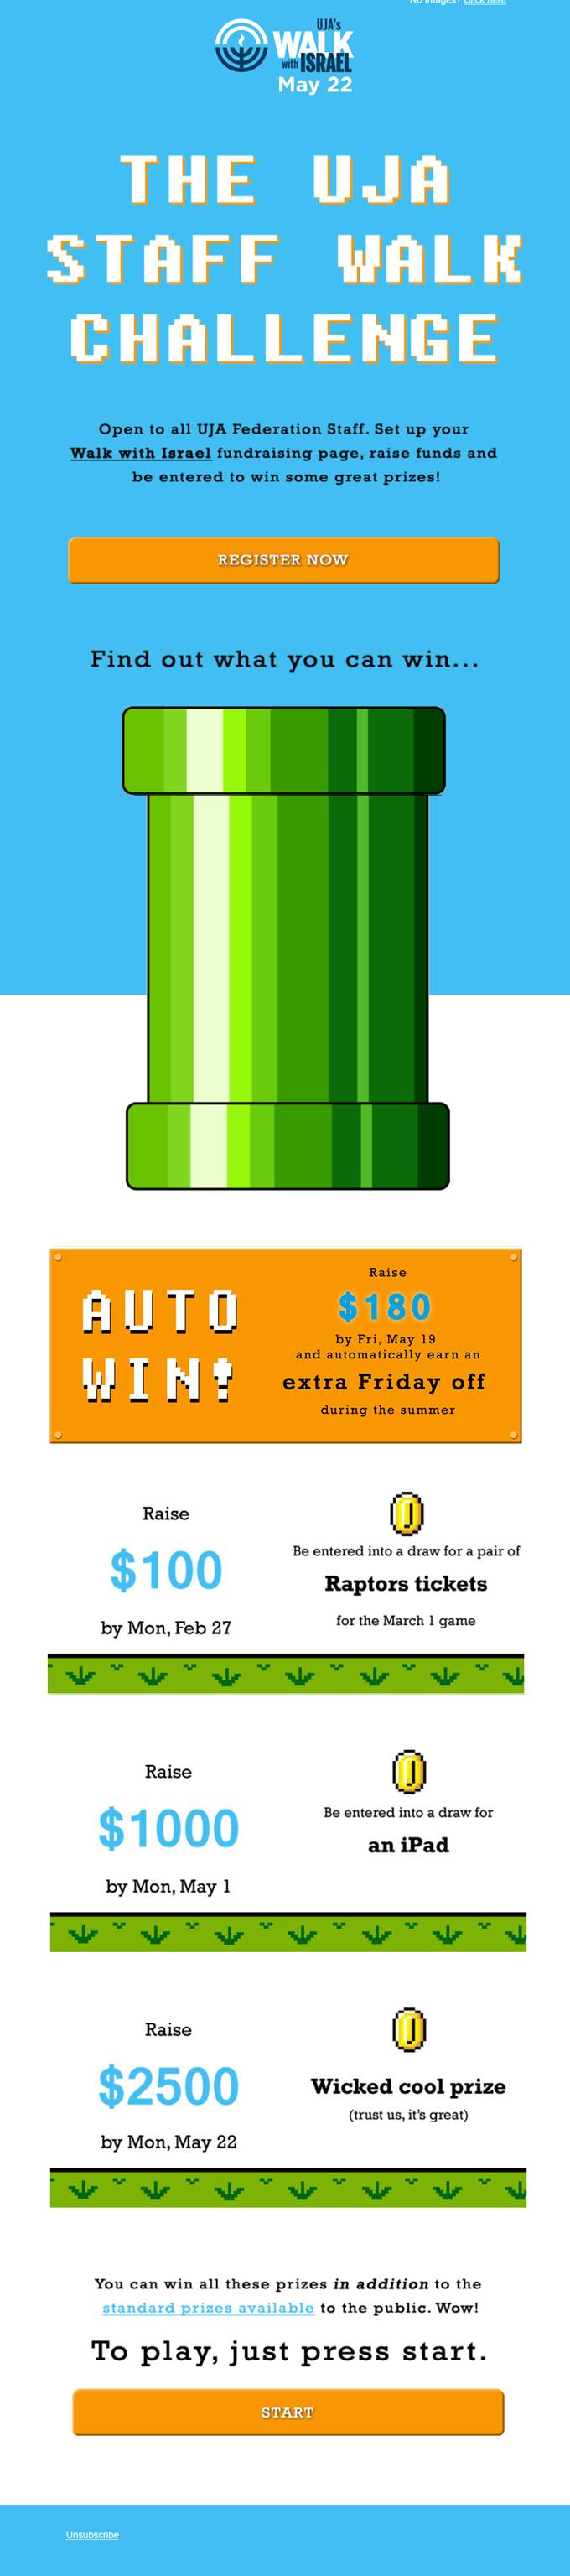 No images? Click here
UJA's
WALK
with ISRAEL
May 22
THE UJA
STAFF WALK
CHALLENGE
Open to all UJA Federation Staff. Set up your
Walk with Israel fundraising page, raise funds and
be entered to win some great prizes!
REGISTER NOW
Find out what you can win...
AUTO
WIN!
Raise
$180
by Fri, May 19
and automatically earn an
extra Friday off
during the summer
Raise
$100
by Mon, Feb 27
Be entered into a draw for a pair of
Raptors tickets
for the March 1 game
Raise
$1000
by Mon, May 1
Be entered into a draw for
an iPad
Raise
$2500
by Mon, May 22
Wicked cool prize
(trust us, it's great)
You can win all these prizes in addition to the
standard prizes available to the public. Wow!
To play, just press start.
START
Unsubscribe